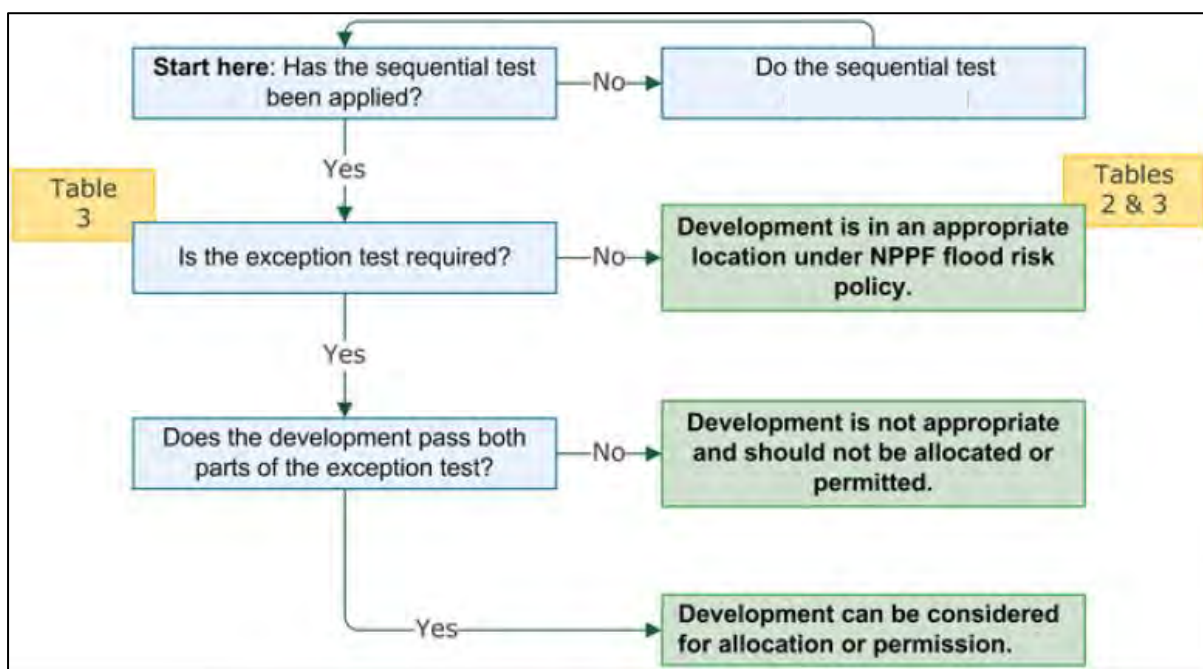 Start here: Has the sequential test
been applied?
No
Do the sequential test
Yes
Table
3
Tables
2 & 3
Is the exception test required?
No
Development is in an appropriate
location under NPPF flood risk
policy.
Yes
Does the development pass both
parts of the exception test?
No
Development is not appropriate
and should not be allocated or
permitted.
Yes
Development can be considered
for allocation or permission.